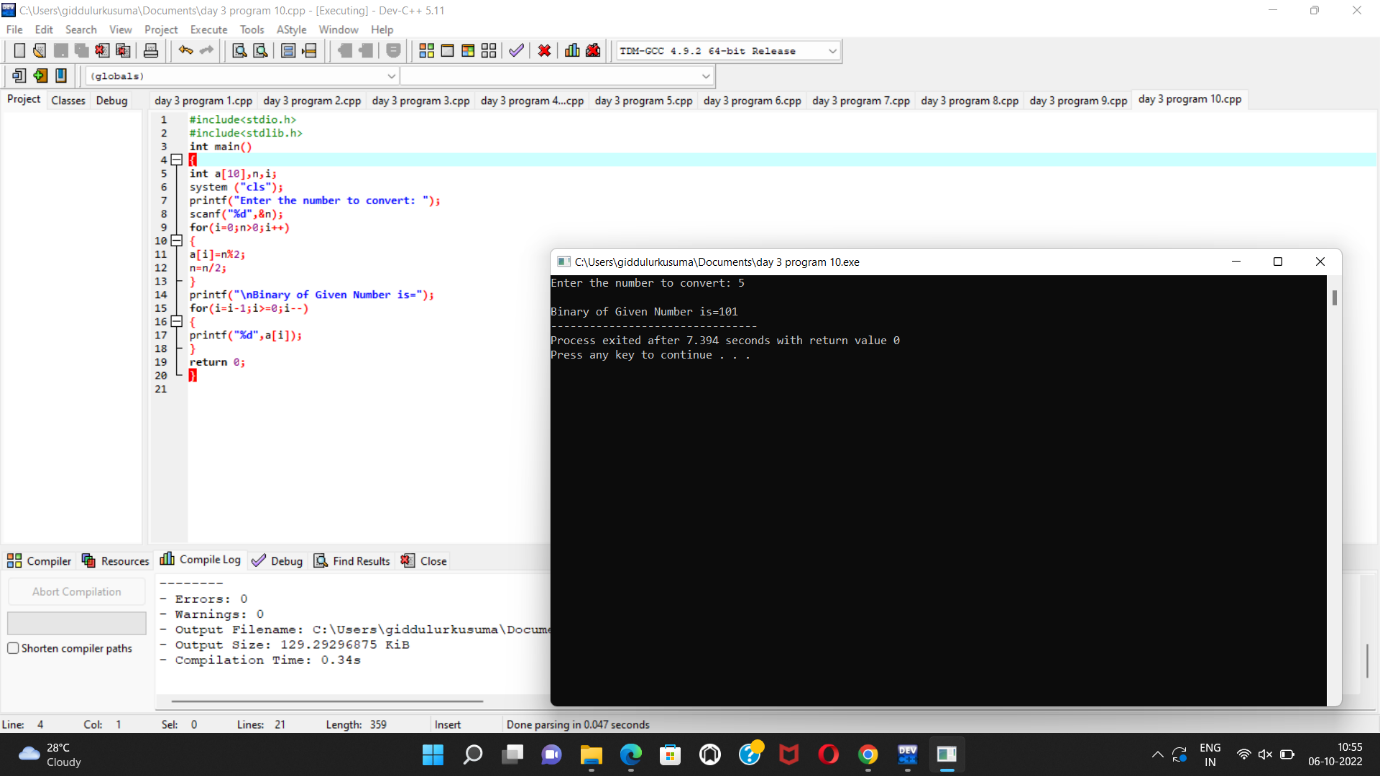 C:\Users\giddulurkusuma\Documents\day 3 program 10.cpp - [Executing] - Dev-C++ 5.11
File Edit Search View Project Execute Tools AStyle Window Help
TDM-GCC 4.9.2 64-bit Release
(globals)
Project Classes Debug day 3 program 1.cpp day 3 program 2.cpp day 3 program 3.cpp day 3 program 4...cpp day 3 program 5.cpp day 3 program 6.cpp day 3 program 7.cpp day 3 program 8.cpp day 3 program 9.cpp day 3 program 10.cpp
1 #include<stdio.h>
2 #include<stdlib.h>
3 int main()
4 {
5 int a[10],n,i;
6 system ("cls");
7 printf("Enter the number to convert: ");
8 scanf("%d",&n);
9 for(i=0;n>0;i++)
10 {
11 a[i]=n%2;
12 n=n/2;
13 }
14 printf("\nBinary of Given Number is=");
15 for(i=i-1;i>=0;i--)
16 {
17 printf("%d",a[i]);
18 }
19 return 0;
20 }
21
C:\Users\giddulurkusuma\Documents\day 3 program 10.exe
Enter the number to convert: 5
Binary of Given Number is=101
--------------------------------
Process exited after 7.394 seconds with return value 0
Press any key to continue . . .
Compiler Resources Compile Log Debug Find Results Close
Abort Compilation
Shorten compiler paths
--------
- Errors: 0
- Warnings: 0
- Output Filename: C:\Users\giddulurkusuma\Docume
- Output Size: 129.29296875 KiB
- Compilation Time: 0.34s
Line: 4 Col: 1 Sel: 0 Lines: 21 Length: 359 Insert Done parsing in 0.047 seconds
28°C
Cloudy
DEV
ENG
IN
10:55
06-10-2022